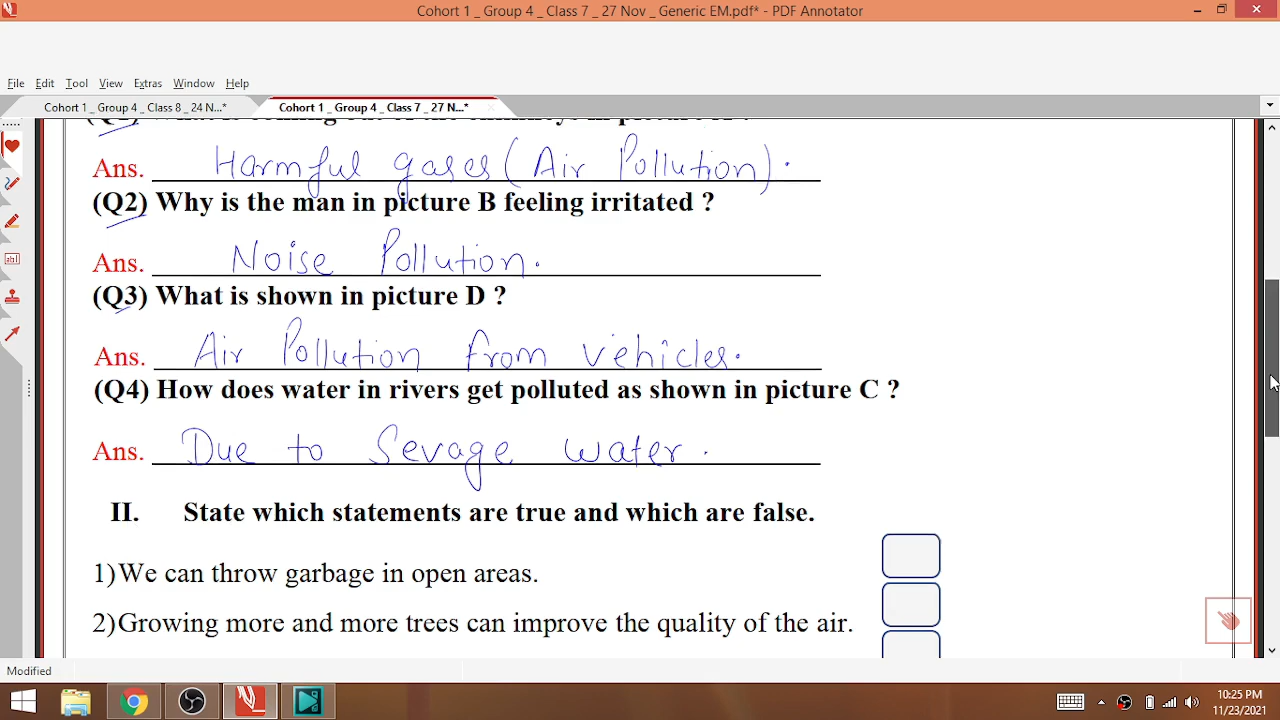 Cohort 1 _ Group 4 _ Class 7 _ 27 Nov _ Generic EM.pdf* - PDF Annotator
File Edit Tool View Extras Window Help
Cohort 1 _ Group 4 _ Class 8 _ 24 N...* Cohort 1 _ Group 4 _ Class 7 _ 27 N...*
Ans. Harmful gases (Air Pollution).
(Q2) Why is the man in picture B feeling irritated ?
Ans. Noise Pollution.
(Q3) What is shown in picture D ?
Ans. Air Pollution from vehicles.
(Q4) How does water in rivers get polluted as shown in picture C ?
Ans. Due to Sevage water.
II. State which statements are true and which are false.
1)We can throw garbage in open areas.
2)Growing more and more trees can improve the quality of the air.
Modified
10:25 PM
11/23/2021